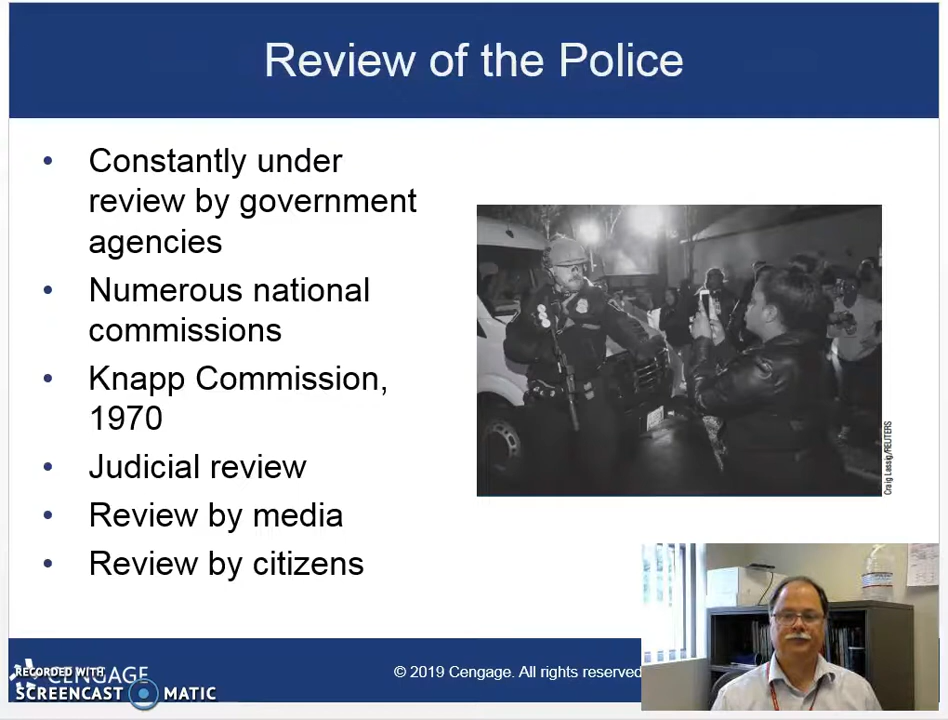 Review of the Police
• Constantly under
review by government
agencies
• Numerous national
commissions
• Knapp Commission,
1970
• Judicial review
• Review by media
• Review by citizens
Craig Lassig/REUTERS
RECORDED WITH
CENGAGE
SCREENCAST MATIC
© 2019 Cengage. All rights reserved